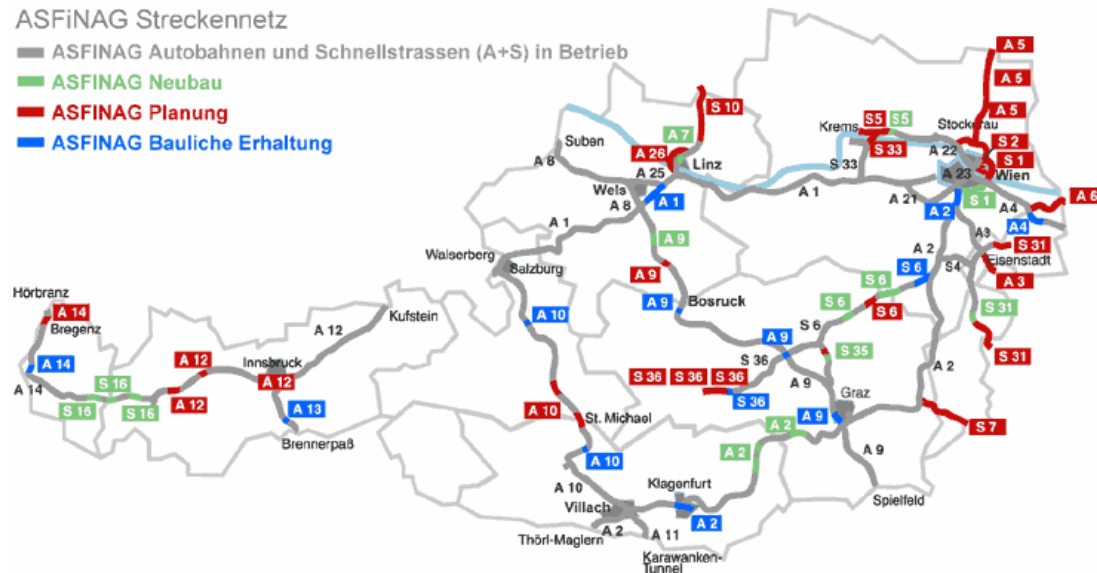 ASFiNAG Streckennetz
ASFINAG Autobahnen und Schnellstrassen (A+S) in Betrieb
ASFINAG Neubau
ASFINAG Planung
ASFINAG Bauliche Erhaltung
A 5
A 5
A 5
S 10
A 7
Suben
A 8
A 26
Linz
A 25
Wels
A 8
A 1
A 1
Krems
S5
S5
Stockerau
S 33
S 33
A 22
S 2
S 1
A 23
Wien
A 1
A 21
A 2
S 1
A4
A4
A 6
A 9
A 2
A3
S 31
Eisenstadt
S4
A 3
S 6
Walserberg
Salzburg
A 9
A 9
Bosruck
S 6
S 6
S 6
S 31
S 31
Hörbranz
A 14
Bregenz
A 10
Kufstein
A 12
A 14
A 14
Innsbruck
A 12
A 12
A 12
S 16
S 16
S 16
A 13
Brennerpaß
A 9
S 6
S 35
S 36
A 9
S 36
S 36
S 36
S 36
A 2
Graz
A 10
St. Michael
A 9
S 7
A 2
A 2
A 10
A 10
A 9
Spielfeld
Klagenfurt
Villach
A 2
A 2
A 11
Thörl-Maglern
Karawanken-
Tunnel